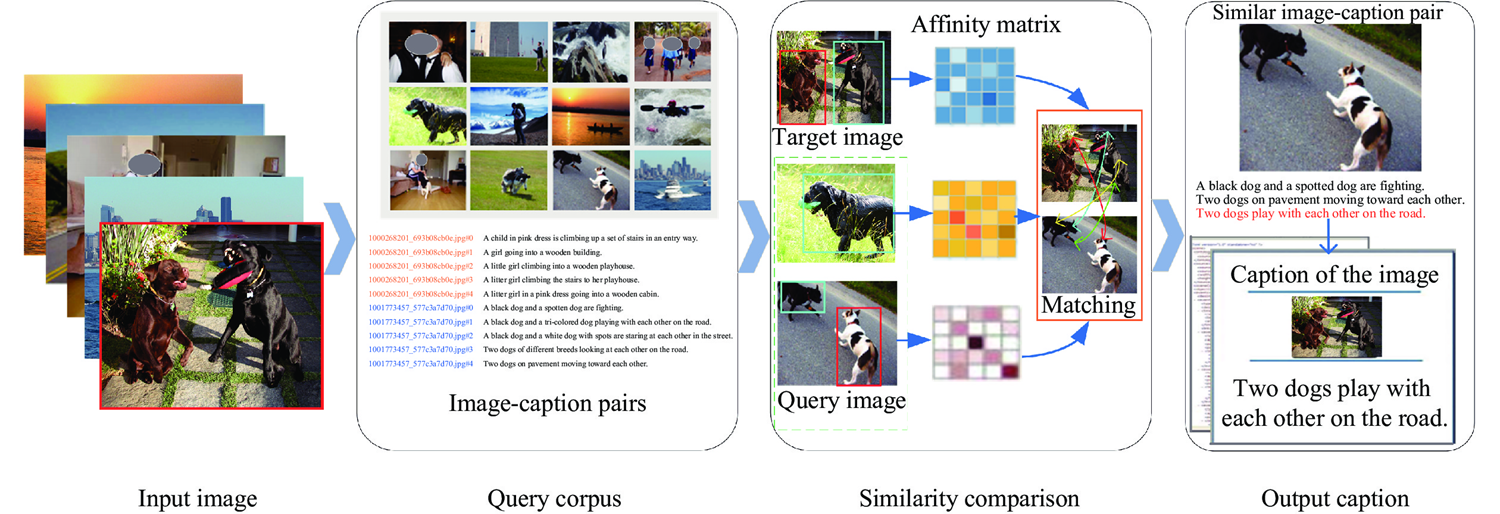 Affinity matrix
Similar image-caption pair
Target image
A black dog and a spotted dog are fighting.
Two dogs on pavement moving toward each other.
Two dogs play with each other on the road.
1000268201_693b08cb0e.jpg#0 A child in pink dress is climbing up a set of stairs in an entry way.
1000268201_693b08cb0e.jpg#1 A girl going into a wooden building.
1000268201_693b08cb0e.jpg#2 A little girl climbing into a wooden playhouse.
1000268201_693b08cb0e.jpg#3 A litter girl climbing the stairs to her playhouse.
1000268201_693b08cb0e.jpg#4 A litter girl in a pink dress going into a wooden cabin.
1001773457_577c3a7d70.jpg#0 A black dog and a spotten dog are fighting.
1001773457_577c3a7d70.jpg#1 A black dog and a tri-colored dog playing with each other on the road.
1001773457_577c3a7d70.jpg#2 A black dog and a white dog with spots are staring at each other in the street.
1001773457_577c3a7d70.jpg#3 Two dogs of different breeds looking at each other on the road.
1001773457_577c3a7d70.jpg#4 Two dogs on pavement moving toward each other.
Image-caption pairs
Matching
Query image
Caption of the image
Two dogs play with
each other on the road.
Input image
Query corpus
Similarity comparison
Output caption